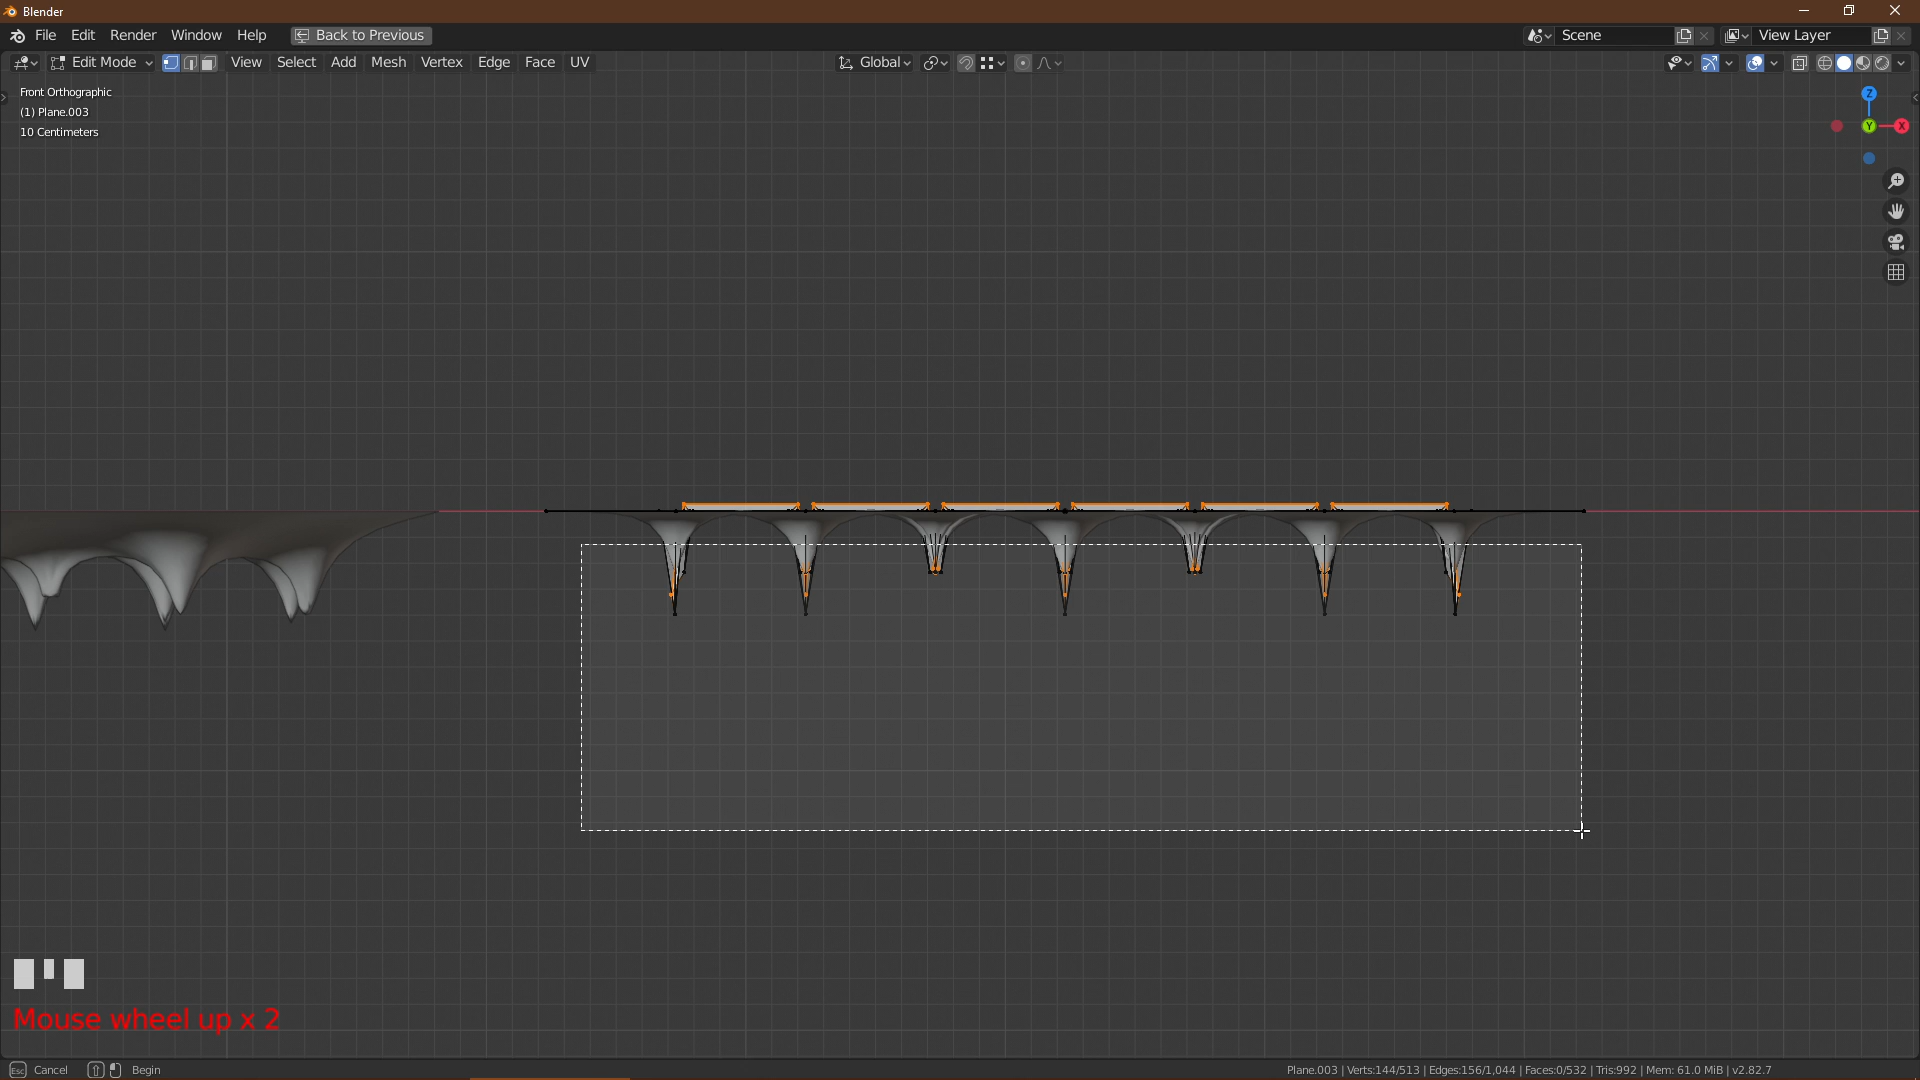 Blender
File Edit Render Window Help Back to Previous Scene View Layer
Edit Mode View Select Add Mesh Vertex Edge Face UV Global
Front Orthographic
(1) Plane.003
10 Centimeters
Z
Y X
Mouse wheel up x 2
Esc Cancel Begin Plane.003 | Verts:144/513 | Edges:156/1,044 | Faces:0/532 | Tris:992 | Mem: 61.0 MiB | v2.82.7